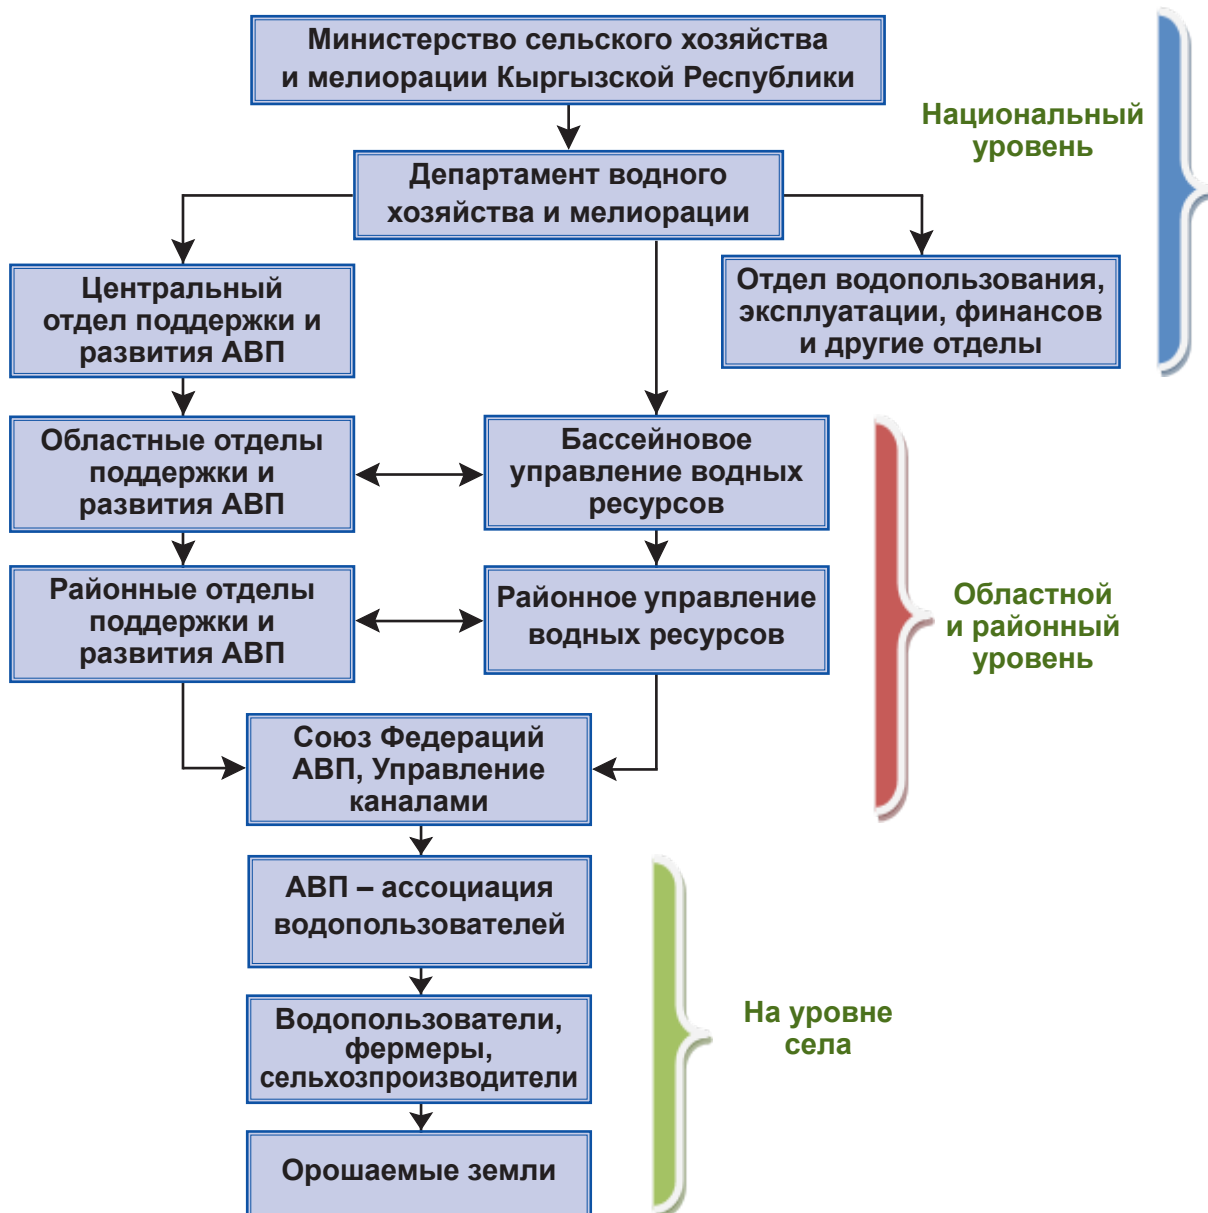 Министерство сельского хозяйства
и мелиорации Кыргызской Республики
Национальный
уровень
Департамент водного
хозяйства и мелиорации
Центральный
отдел поддержки и
развития АВП
Отдел водопользования,
эксплуатации, финансов
и другие отделы
Областные отделы
поддержки и
развития АВП
Бассейновое
управление водных
ресурсов
Районные отделы
поддержки и
развития АВП
Районное управление
водных ресурсов
Областной
и районный
уровень
Союз Федераций
АВП, Управление
каналами
АВП – ассоциация
водопользователей
Водопользователи,
фермеры,
сельхозпроизводители
На уровне
села
Орошаемые земли